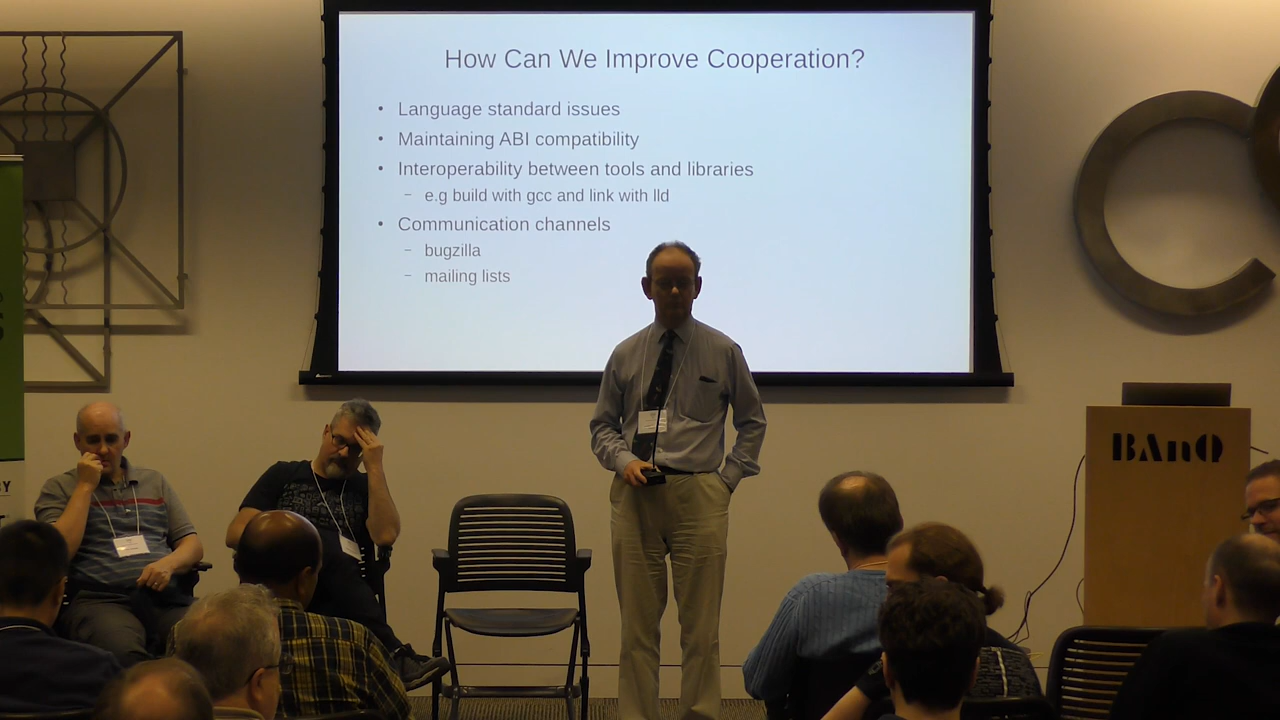 How Can We Improve Cooperation?
• Language standard issues
• Maintaining ABI compatibility
• Interoperability between tools and libraries
– e.g build with gcc and link with lld
• Communication channels
– bugzilla
– mailing lists
BAnQ
BY